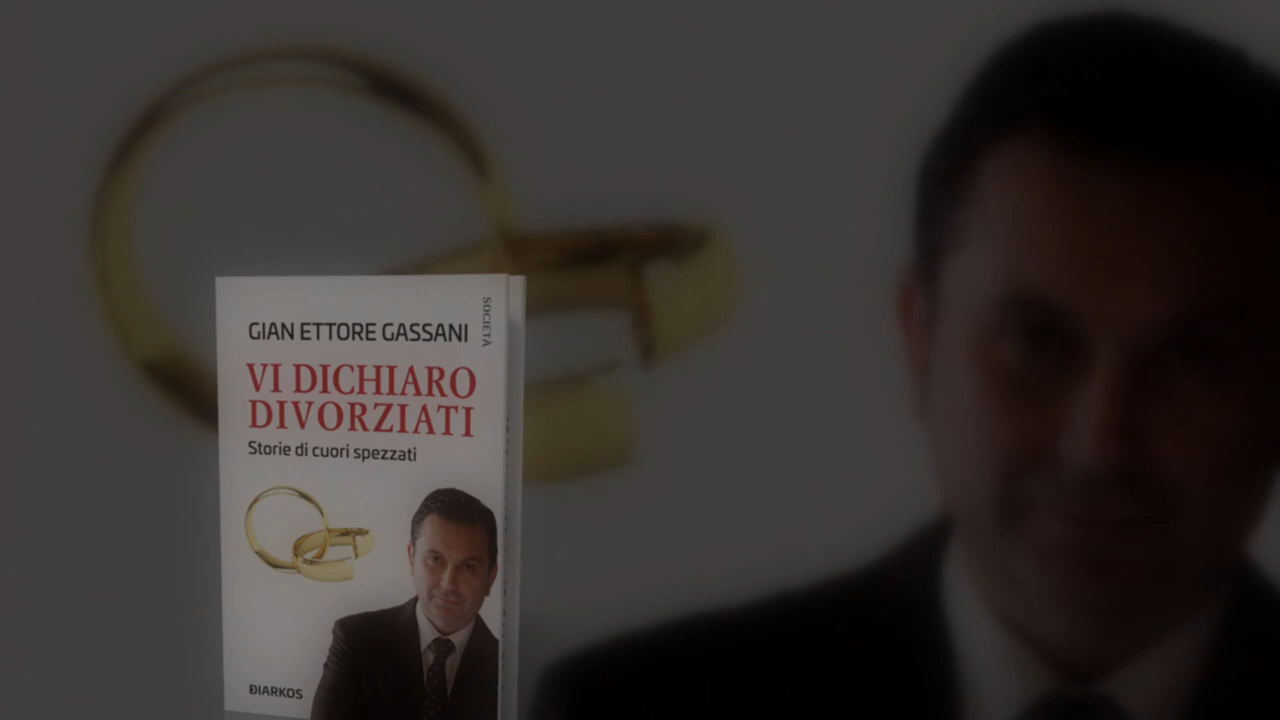 SOCIETÀ
GIAN ETTORE GASSANI
VI DICHIARO
DIVORZIATI
Storie di cuori spezzati
DIARKOS